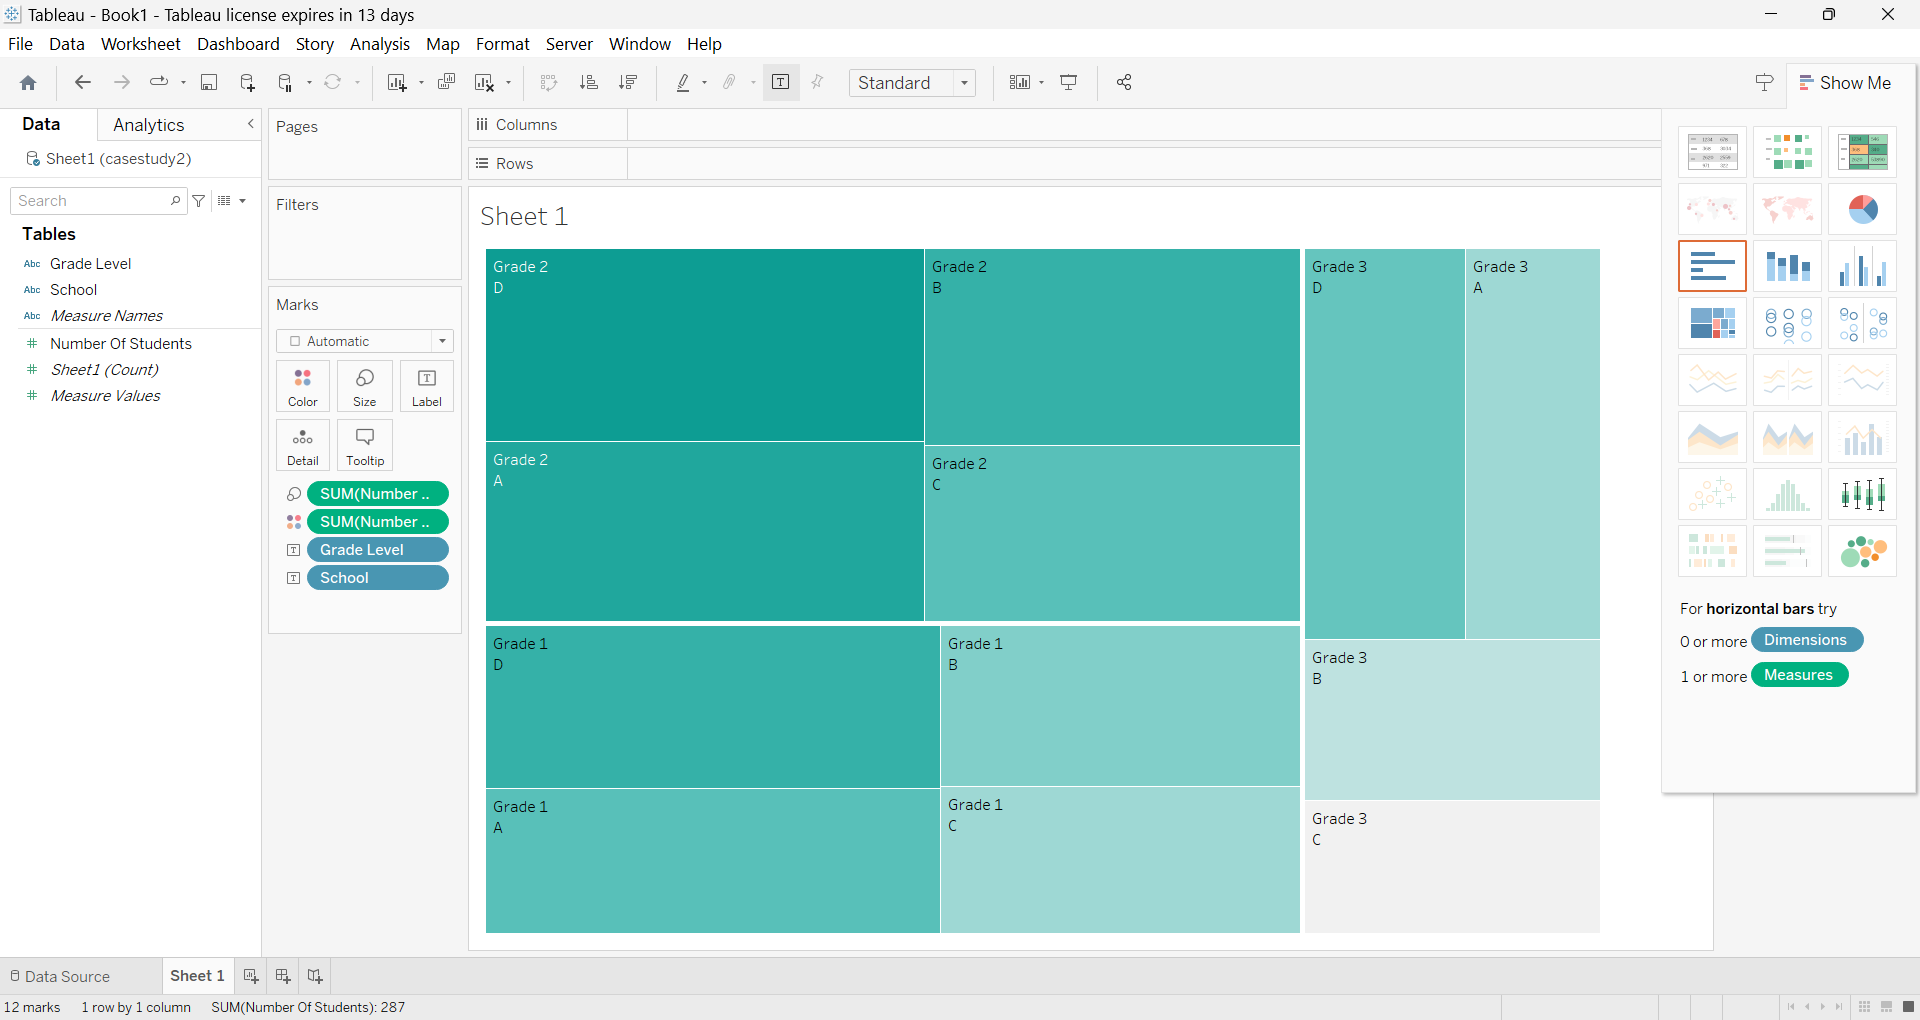 Tableau - Book1 - Tableau license expires in 13 days
File Data Worksheet Dashboard Story Analysis Map Format Server Window Help
Standard
Show Me
Data Analytics
Sheet1 (casestudy2)
Search
Tables
Abc Grade Level
Abc School
Abc Measure Names
Number Of Students
Sheet1 (Count)
Measure Values
Pages
Filters
Marks
Automatic
Color Size Label
Detail Tooltip
SUM(Number ..
SUM(Number ..
Grade Level
School
Columns
Rows
Sheet 1
Grade 2
D
Grade 2
B
Grade 3
D
Grade 3
A
Grade 2
A
Grade 2
C
Grade 1
D
Grade 1
B
Grade 3
B
Grade 1
A
Grade 1
C
Grade 3
C
For horizontal bars try
0 or more Dimensions
1 or more Measures
Data Source Sheet 1
12 marks 1 row by 1 column SUM(Number Of Students): 287